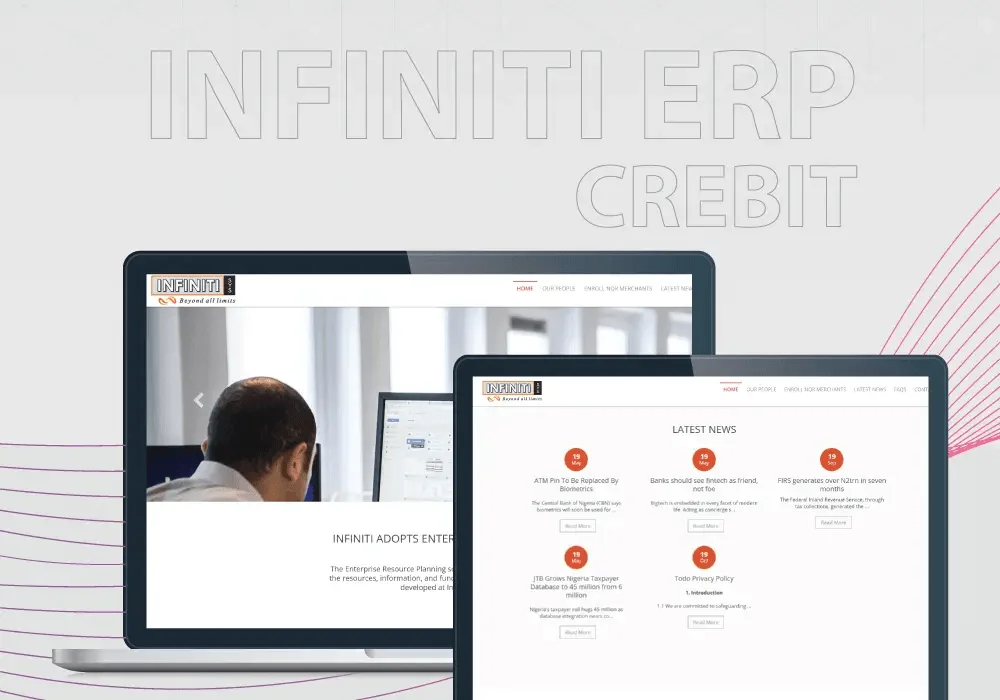 INFINITI ERP
CREBIT
INFINITI
Beyond all limits
HOME OUR PEOPLE ENROLL NQR MERCHANTS LATEST NEW
INFINITI ADOPTS ENTER
The Enterprise Resource Planning
the resources, information, and
developed at
INFINITI
Beyond all limits
HOME OUR PEOPLE ENROLL NQR MERCHANTS LATEST NEWS FAQS CONT
LATEST NEWS
19
May
ATM Pin To Be Replaced By
Biometrics
The Central Bank of Nigeria (CBN) says
biometrics will soon be used for ...
Read More
19
May
Banks should see fintech as friend,
not foe
Fintech is embedded in every facet of modern
life. Acting as concierge s ...
Read More
19
Sep
FIRS generates over N2trn in seven
months
The Federal Inland Revenue Service, through
tax collections, generated the ...
Read More
19
May
JTB Grows Nigeria Taxpayer
Database to 45 million from 6
million
Nigeria's taxpayer roll hugs 45 million as
database integration news co...
Read More
19
Oct
Todo Privacy Policy
1. Introduction
1.1 We are committed to safeguarding ...
Read More